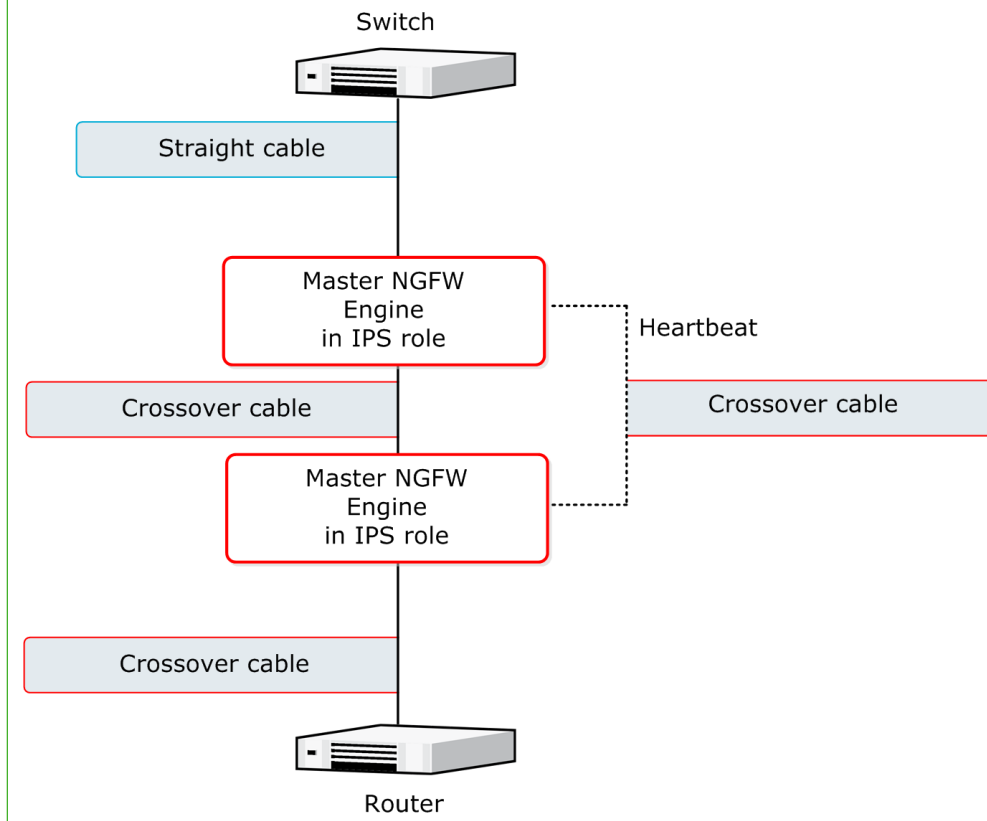 Switch
Straight cable
Master NGFW
Engine
in IPS role
Heartbeat
Crossover cable
Crossover cable
Master NGFW
Engine
in IPS role
Crossover cable
Router